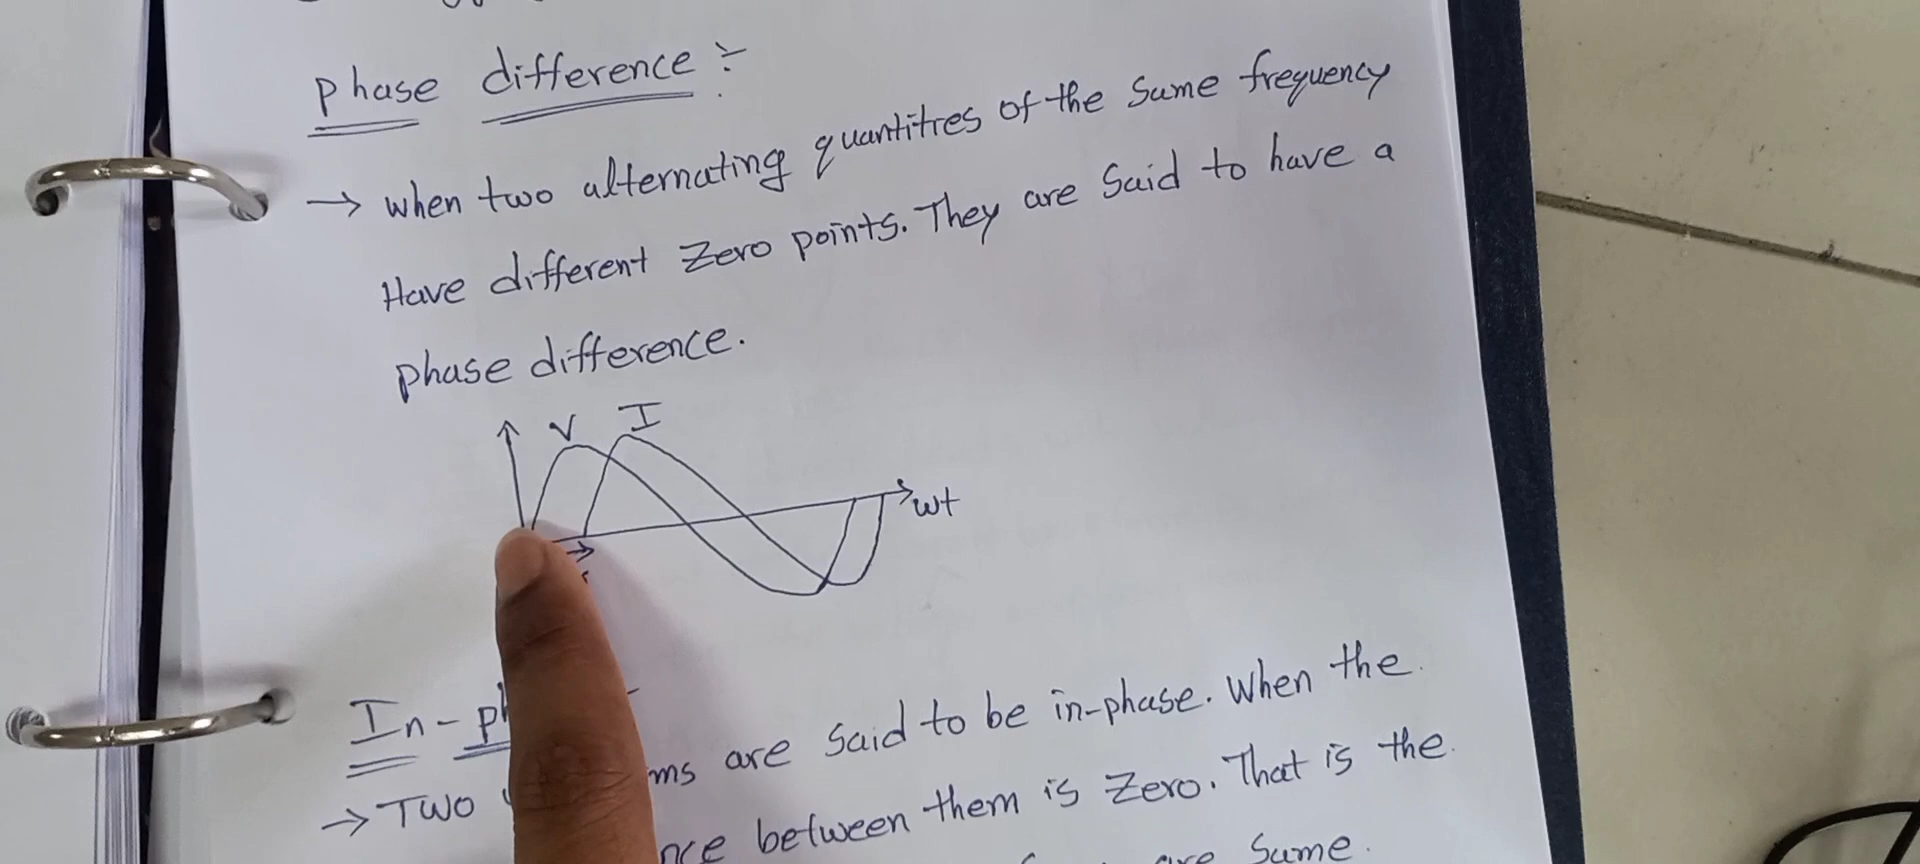 Phase difference :-
→ when two alternating quantitres of the same frequency
Have different Zero points. They are Said to have a
phase difference.
V I
wt
In-
→ Two are Said to be in-phase. When the
between them is Zero. That is the
are Same.